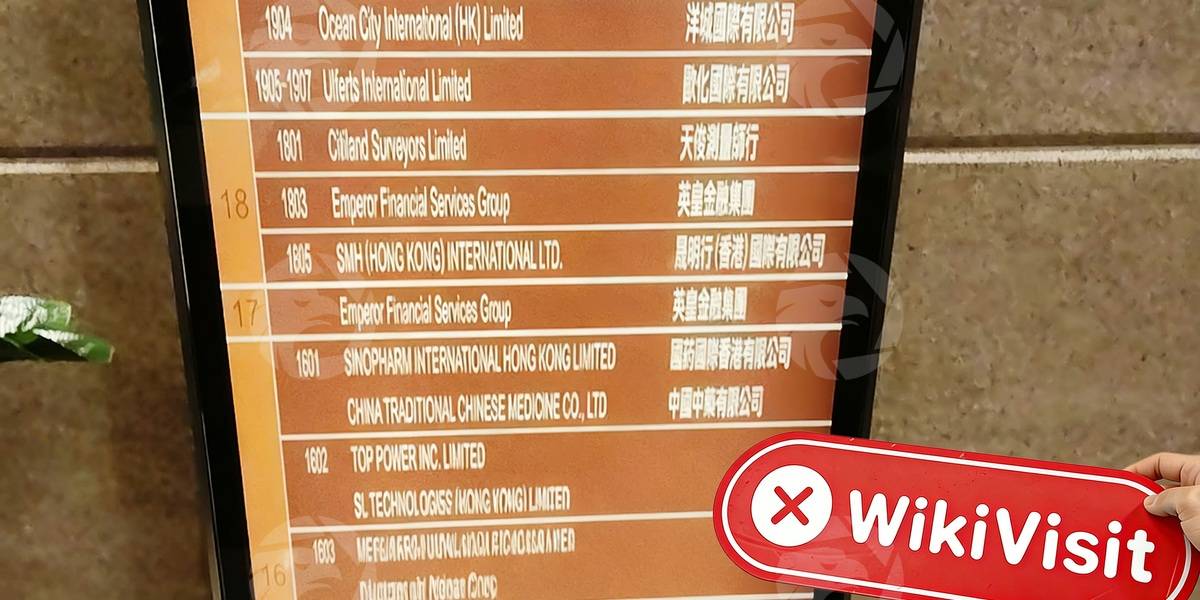 1904 Ocean City International (HK) Limited 洋城國際有限公司
1905-1907 Ulferts International Limited 歐化國際有限公司
1801 Citiland Surveyors Limited 天俊測量師行
18 1803 Emperor Financial Services Group 英皇金融集團
1805 SMH (HONG KONG) INTERNATIONAL LTD. 晟明行(香港)國際有限公司
17 Emperor Financial Services Group 英皇金融集團
1601 SINOPHARM INTERNATIONAL HONG KONG LIMITED 國药國際香港有限公司
CHINA TRADITIONAL CHINESE MEDICINE CO., LTD 中國中藥有限公司
1602 TOP POWER INC. LIMITED
SL TECHNOLOGIES (HONG KONG) LIMITED
1603
16
WikiVisit